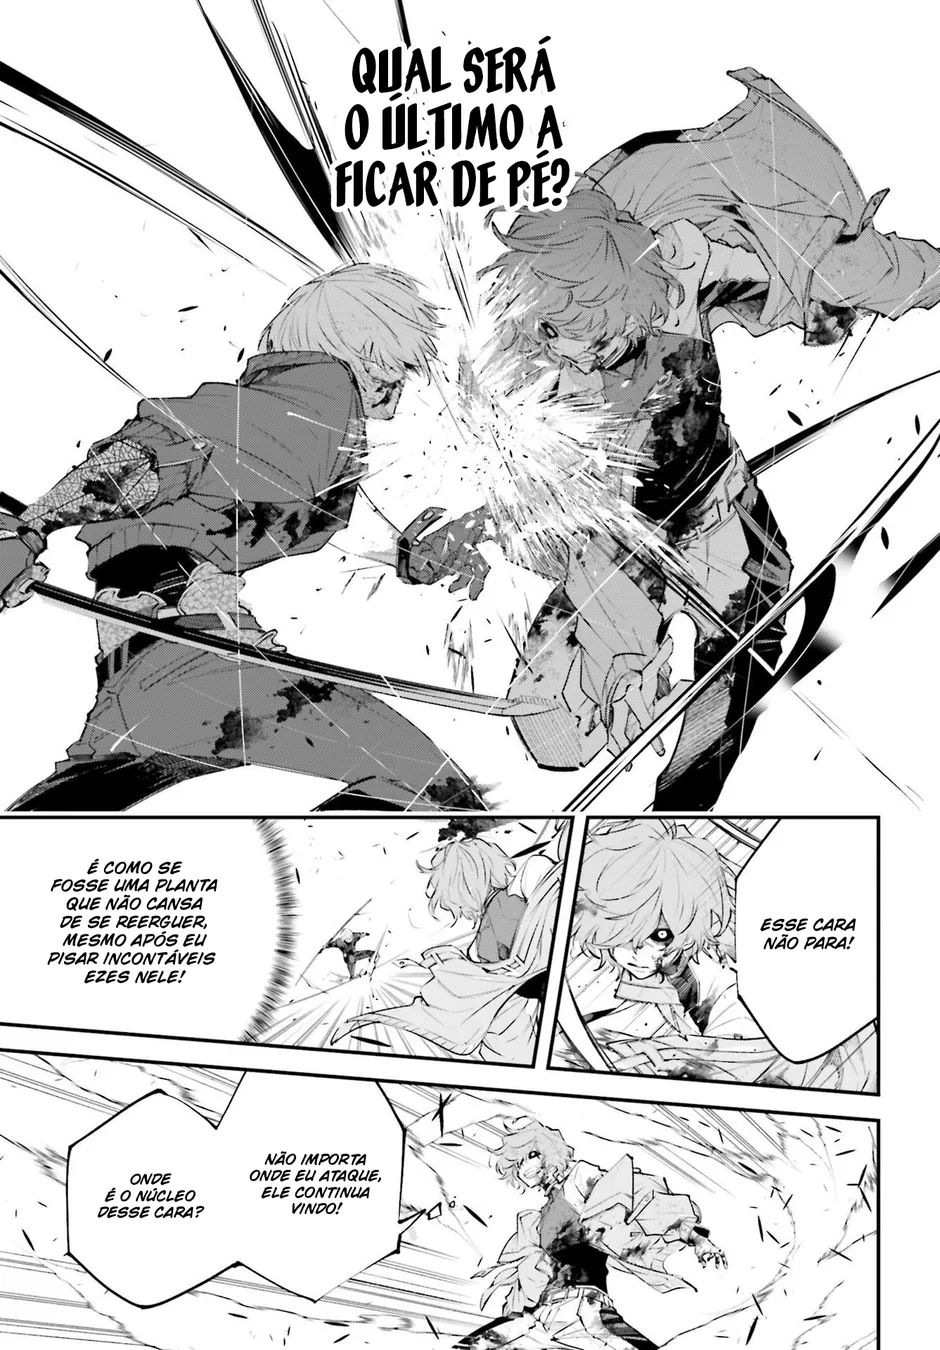 QUAL SERÁ
O ÚLTIMO A
FICAR DE PÉ?
ESSE CARA
NÃO PARA!
É COMO SE
FOSSE UMA PLANTA
QUE NÃO CANSA
DE SE REERGUER,
MESMO APÓS EU
PISAR INCONTÁVEIS
EZES NELE!
NÃO IMPORTA
ONDE EU ATAQUE,
ELE CONTINUA
VINDO!
ONDE
É O NÚCLEO
DESSE CARA?